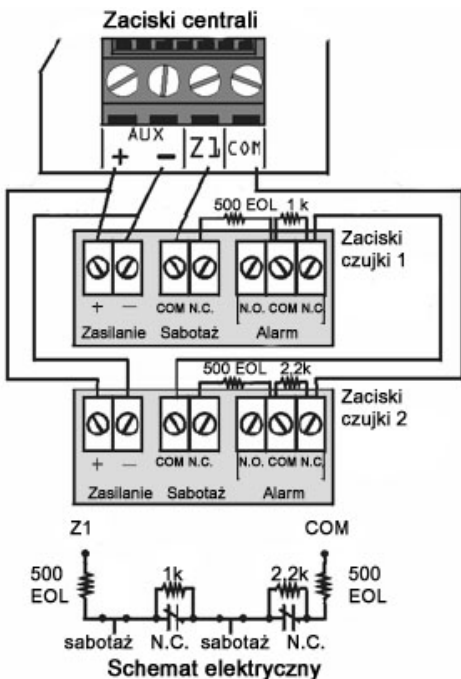 Zaciski centrali
AUX
+ − Z1 COM
500 EOL 1 k
Zaciski
czujki 1
+ − COM N.C. N.O. COM N.C.
Zasilanie Sabotaż Alarm
500 EOL 2,2k
Zaciski
czujki 2
+ − COM N.C. N.O. COM N.C.
Zasilanie Sabotaż Alarm
Z1 COM
500
EOL
1k
2,2k
500
EOL
sabotaż N.C. sabotaż N.C.
Schemat elektryczny